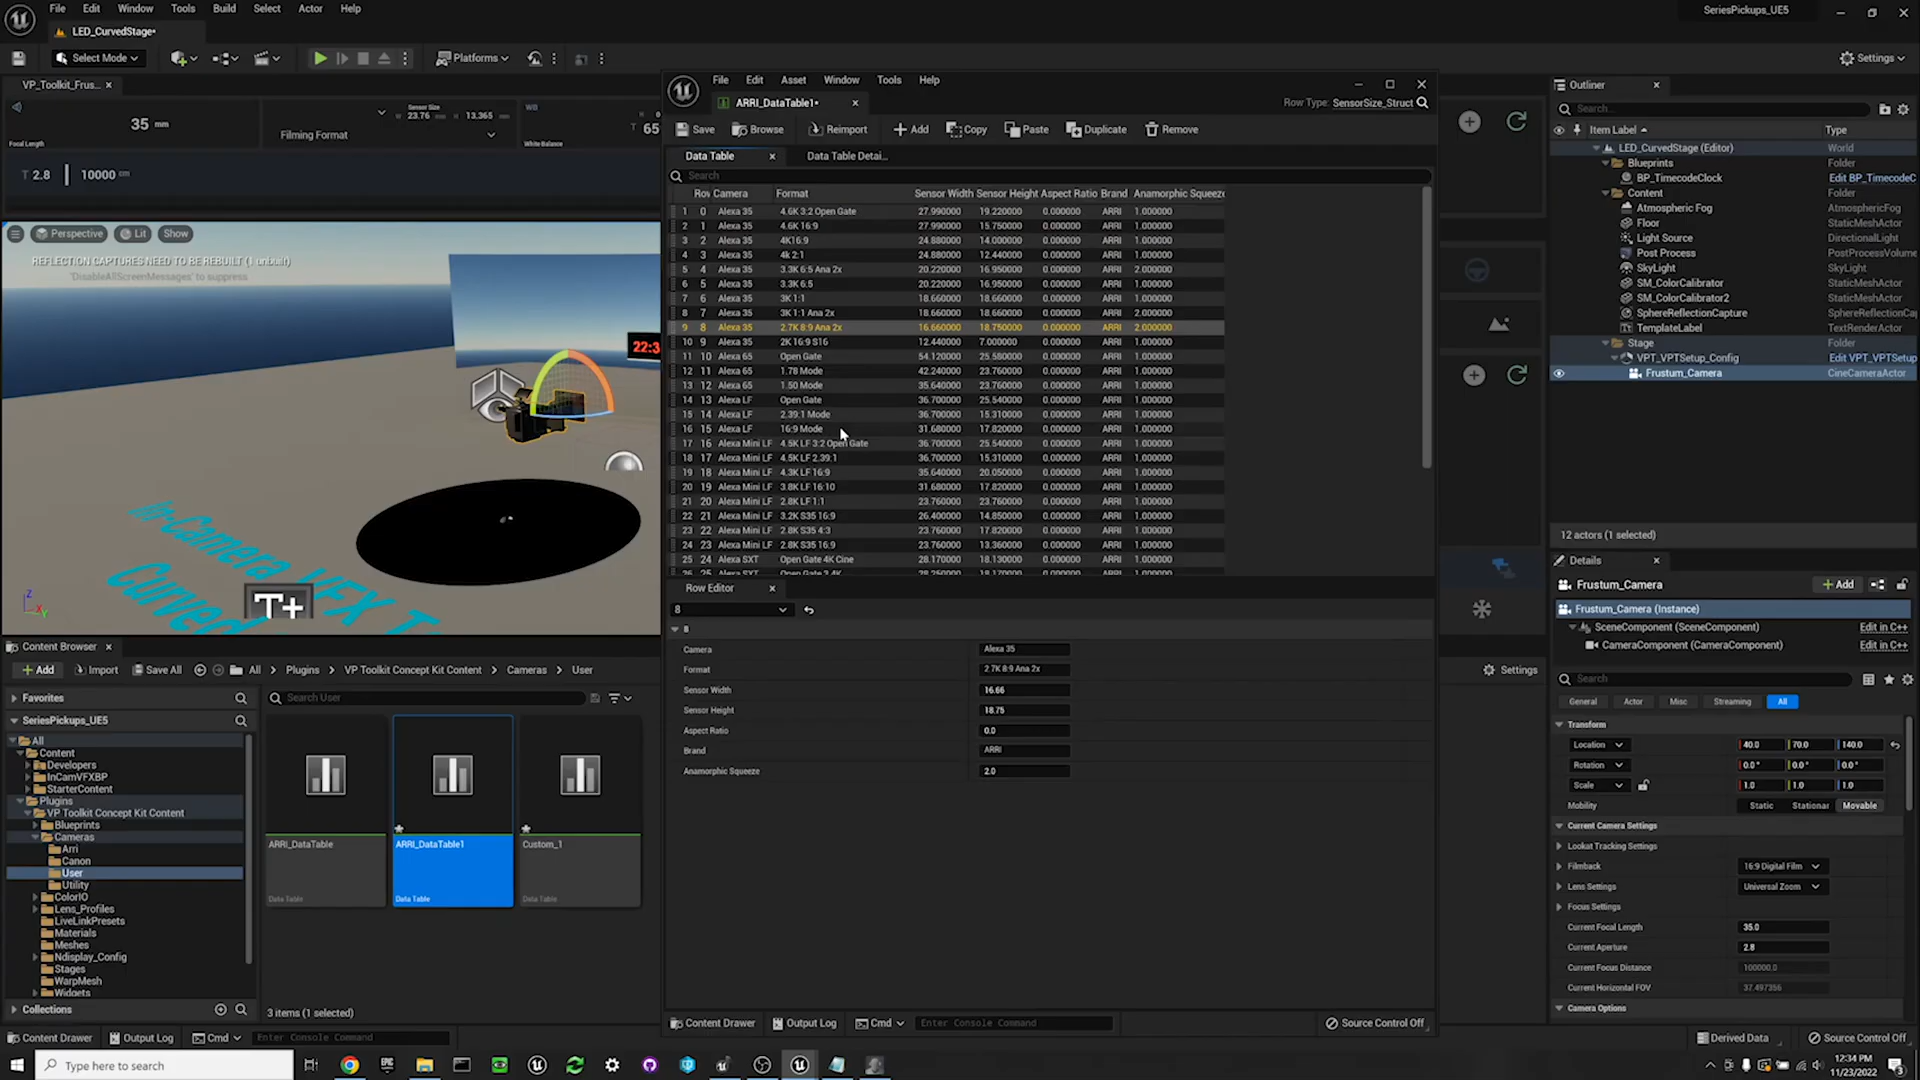 File Edit Window Tools Build Select Actor Help
SeriesPickups_UE5
LED_CurvedStage•
Select Mode
Platforms
Settings
VP_Toolkit_Frus...
35 mm
Focal Length
Filming Format
Sensor Size
23.76
13.365
WB
T 65
White Balance
T 2.8 10000 cm
Perspective Lit Show
REFLECTION CAPTURES NEED TO BE REBUILT (1 unbuilt)
'DisableAllScreenMessages' to suppress
22:3
In-Camera VFX T
Curved
T+
File Edit Asset Window Tools Help
ARRI_DataTable1•
Row Type: SensorSize_Struct
Save Browse Reimport Add Copy Paste Duplicate Remove
Data Table
Data Table Detai...
Search
Rov Camera Format Sensor Width Sensor Height Aspect Ratio Brand Anamorphic Squeeze
1 0 Alexa 35 4.6K 3:2 Open Gate 27.990000 19.220000 0.000000 ARRI 1.000000
2 1 Alexa 35 4.6K 16:9 27.990000 15.750000 0.000000 ARRI 1.000000
3 2 Alexa 35 4K16:9 24.880000 14.000000 0.000000 ARRI 1.000000
4 3 Alexa 35 4k 2:1 24.880000 12.440000 0.000000 ARRI 1.000000
5 4 Alexa 35 3.3K 6:5 Ana 2x 20.220000 16.950000 0.000000 ARRI 2.000000
6 5 Alexa 35 3.3K 6:5 20.220000 16.950000 0.000000 ARRI 1.000000
7 6 Alexa 35 3K 1:1 18.660000 18.660000 0.000000 ARRI 1.000000
8 7 Alexa 35 3K 1:1 Ana 2x 18.660000 18.660000 0.000000 ARRI 2.000000
9 8 Alexa 35 2.7K 8:9 Ana 2x 16.660000 18.750000 0.000000 ARRI 2.000000
10 9 Alexa 35 2K 16:9 S16 12.440000 7.000000 0.000000 ARRI 1.000000
11 10 Alexa 65 Open Gate 54.120000 25.580000 0.000000 ARRI 1.000000
12 11 Alexa 65 1.78 Mode 42.240000 23.760000 0.000000 ARRI 1.000000
13 12 Alexa 65 1.50 Mode 35.640000 23.760000 0.000000 ARRI 1.000000
14 13 Alexa LF Open Gate 36.700000 25.540000 0.000000 ARRI 1.000000
15 14 Alexa LF 2.39:1 Mode 36.700000 15.310000 0.000000 ARRI 1.000000
16 15 Alexa LF 16:9 Mode 31.680000 17.820000 0.000000 ARRI 1.000000
17 16 Alexa Mini LF 4.5K LF 3:2 Open Gate 36.700000 25.540000 0.000000 ARRI 1.000000
18 17 Alexa Mini LF 4.5K LF 2.39:1 36.700000 15.310000 0.000000 ARRI 1.000000
19 18 Alexa Mini LF 4.3K LF 16:9 35.640000 20.050000 0.000000 ARRI 1.000000
20 19 Alexa Mini LF 3.8K LF 16:10 31.680000 17.820000 0.000000 ARRI 1.000000
21 20 Alexa Mini LF 2.8K LF 1:1 23.760000 23.760000 0.000000 ARRI 1.000000
22 21 Alexa Mini LF 3.2K S35 16:9 26.400000 14.850000 0.000000 ARRI 1.000000
23 22 Alexa Mini LF 2.8K S35 4:3 23.760000 17.820000 0.000000 ARRI 1.000000
24 23 Alexa Mini LF 2.8K S35 16:9 23.760000 13.360000 0.000000 ARRI 1.000000
25 24 Alexa SXT Open Gate 4K Cine 28.170000 18.130000 0.000000 ARRI 1.000000
26 25 Alexa SXT Open Gate 3.4K 28.250000 18.170000 0.000000 ARRI 1.000000
Row Editor
8
8
Camera Alexa 35
Format 2.7K 8:9 Ana 2x
Sensor Width 16.66
Sensor Height 18.75
Aspect Ratio 0.0
Brand ARRI
Anamorphic Squeeze 2.0
Content Drawer Output Log Cmd Enter Console Command Source Control Off
Settings
Outliner
Search...
Item Label Type
LED_CurvedStage (Editor) World
Blueprints Folder
BP_TimecodeClock Edit BP_TimecodeC
Content Folder
Atmospheric Fog AtmosphericFog
Floor StaticMeshActor
Light Source DirectionalLight
Post Process PostProcessVolume
SkyLight SkyLight
SM_ColorCalibrator StaticMeshActor
SM_ColorCalibrator2 StaticMeshActor
SphereReflectionCapture SphereReflectionCap
TemplateLabel TextRenderActor
Stage Folder
VPT_VPTSetup_Config Edit VPT_VPTSetup
Frustum_Camera CineCameraActor
12 actors (1 selected)
Details
Frustum_Camera
Add
Frustum_Camera (Instance)
SceneComponent (SceneComponent) Edit in C++
CameraComponent (CameraComponent) Edit in C++
Search
General Actor Misc Streaming All
Transform
Location 40.0 70.0 140.0
Rotation 0.0° 0.0° 0.0°
Scale 1.0 1.0 1.0
Mobility Static Stationar Movable
Current Camera Settings
Lookat Tracking Settings
Filmback 16:9 Digital Film
Lens Settings Universal Zoom
Focus Settings
Current Focal Length 35.0
Current Aperture 2.8
Current Focus Distance 100000.0
Current Horizontal FOV 37.497356
Camera Options
Content Browser
Add Import Save All All Plugins VP Toolkit Concept Kit Content Cameras User
Favorites
SeriesPickups_UE5
All
Content
Developers
InCamVFXBP
StarterContent
Plugins
VP Toolkit Concept Kit Content
Blueprints
Cameras
Arri
Canon
User
Utility
ColorIO
Lens_Profiles
LiveLinkPresets
Materials
Meshes
Ndisplay_Config
Stages
WarpMesh
Widgets
Collections
Search User
ARRI_DataTable
Data Table
ARRI_DataTable1
Data Table
Custom_1
Data Table
3 items (1 selected)
Content Drawer Output Log Cmd Enter Console Command
Derived Data Source Control Off
Type here to search
12:34 PM
11/23/2022